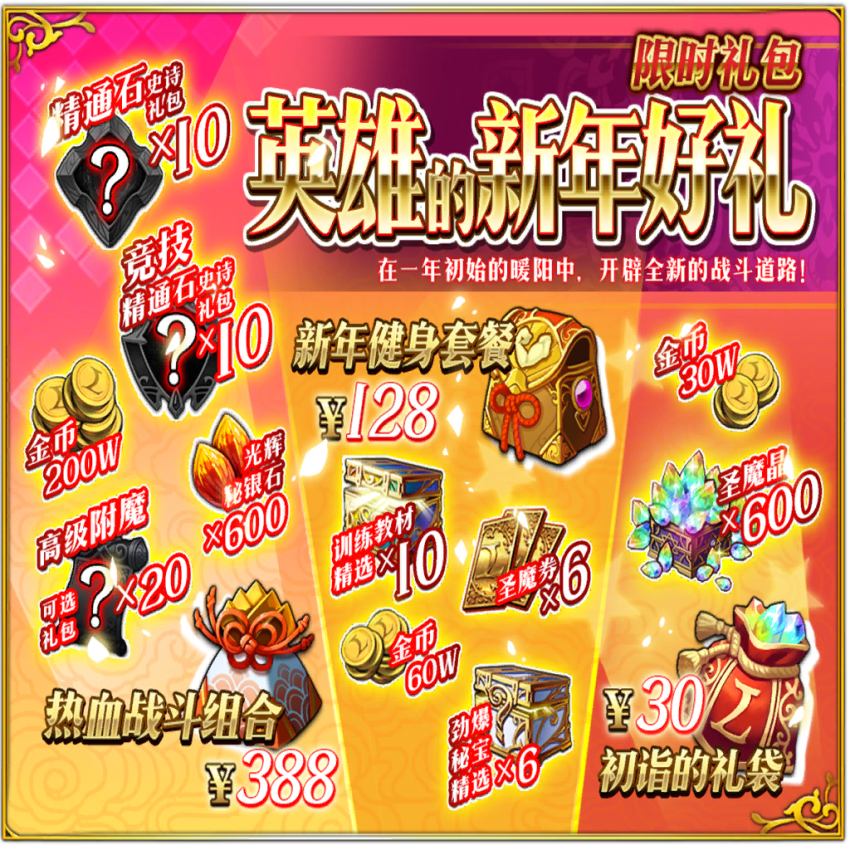 限时礼包
英雄的新年好礼
在一年初始的暖阳中，开辟全新的战斗道路！
精通石史诗
礼包
×10
竞技
精通石史诗
礼包
×10
金币
200W
光辉
秘银石
×600
高级附魔
可选
礼包
×20
热血战斗组合
¥388
新年健身套餐
¥128
训练教材
精选×10
圣魔券
×6
金币
60W
劲爆
秘宝
精选×6
金币
30W
圣魔晶
×600
¥30
初诣的礼袋